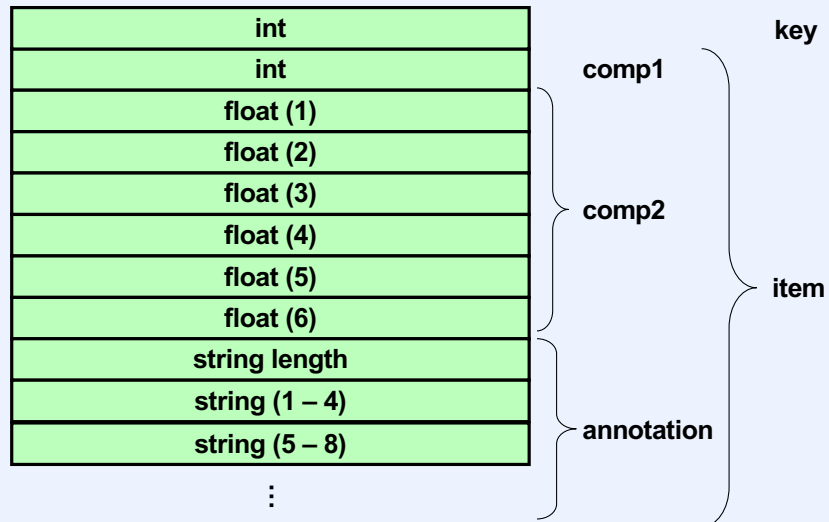 int key
int comp1
float (1)
float (2)
float (3)
float (4)
comp2
float (5)
item
float (6)
string length
string (1 – 4)
annotation
string (5 – 8)
⋮